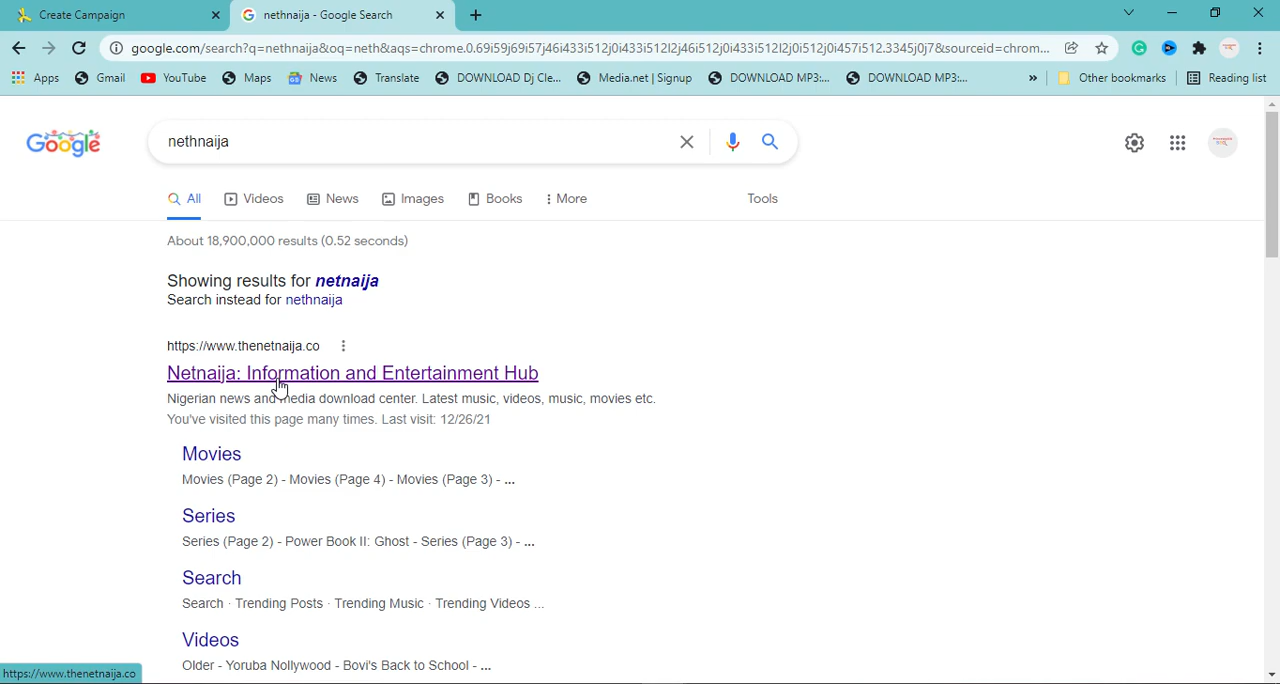 Create Campaign
nethnaija - Google Search
google.com/search?q=nethnaija&oq=neth&aqs=chrome.0.69i59j69i57j46i433i512j0i433i512l2j46i512j0i433i512l2j0i512j0i457i512.3345j0j7&sourceid=chrom...
Apps Gmail YouTube Maps News Translate DOWNLOAD Dj Cle... Media.net | Signup DOWNLOAD MP3:... DOWNLOAD MP3:... » Other bookmarks Reading list
Google
nethnaija
All Videos News Images Books More Tools
About 18,900,000 results (0.52 seconds)
Showing results for netnaija
Search instead for nethnaija
https://www.thenetnaija.co
Netnaija: Information and Entertainment Hub
Nigerian news and media download center. Latest music, videos, music, movies etc.
You've visited this page many times. Last visit: 12/26/21
Movies
Movies (Page 2) - Movies (Page 4) - Movies (Page 3) - ...
Series
Series (Page 2) - Power Book II: Ghost - Series (Page 3) - ...
Search
Search · Trending Posts · Trending Music · Trending Videos ...
Videos
Older - Yoruba Nollywood - Bovi's Back to School - ...
https://www.thenetnaija.co